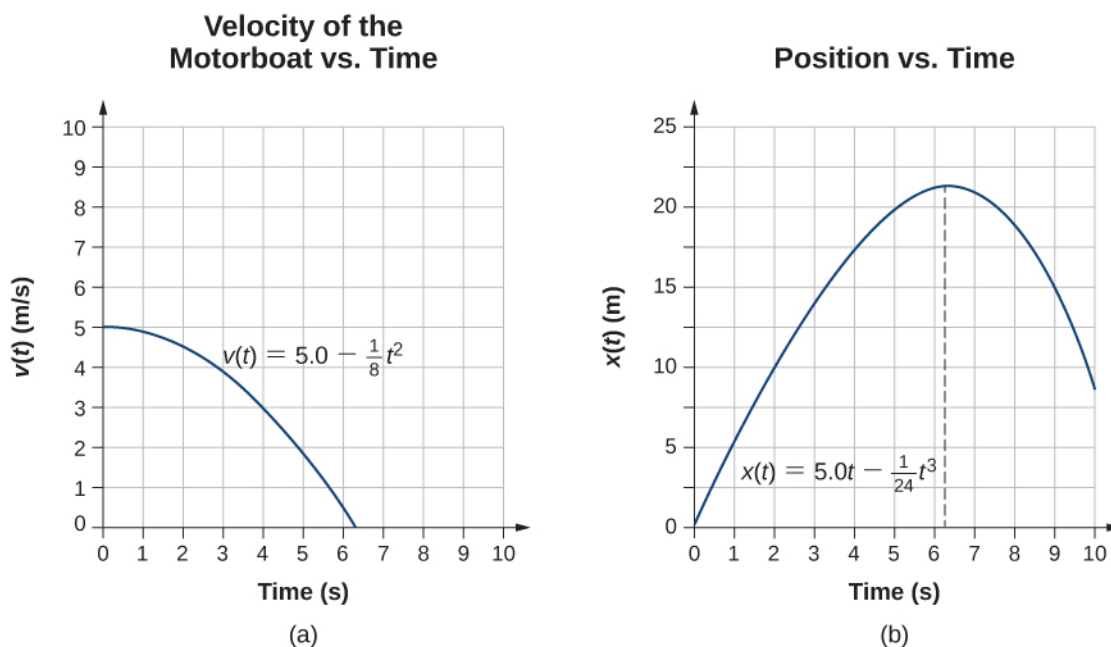 Velocity of the
Motorboat vs. Time
10
9
8
7
6
5
4
3
2
1
0
v(t) (m/s)
v(t) = 5.0 − 1/8 t²
0 1 2 3 4 5 6 7 8 9 10
Time (s)
(a)
Position vs. Time
25
20
15
10
5
0
x(t) (m)
x(t) = 5.0t − 1/24 t³
0 1 2 3 4 5 6 7 8 9 10
Time (s)
(b)